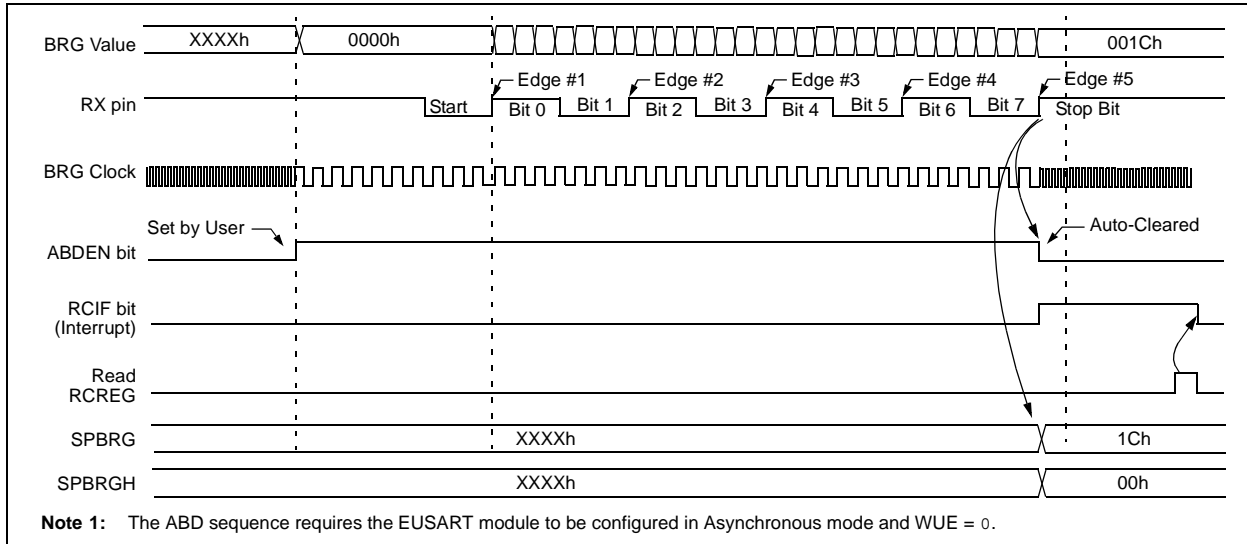 BRG Value XXXXh 0000h 001Ch
Edge #1 Edge #2 Edge #3 Edge #4 Edge #5
RX pin Start Bit 0 Bit 1 Bit 2 Bit 3 Bit 4 Bit 5 Bit 6 Bit 7 Stop Bit
BRG Clock
Set by User Auto-Cleared
ABDEN bit
RCIF bit
(Interrupt)
Read
RCREG
SPBRG XXXXh 1Ch
SPBRGH XXXXh 00h
Note 1: The ABD sequence requires the EUSART module to be configured in Asynchronous mode and WUE = 0.